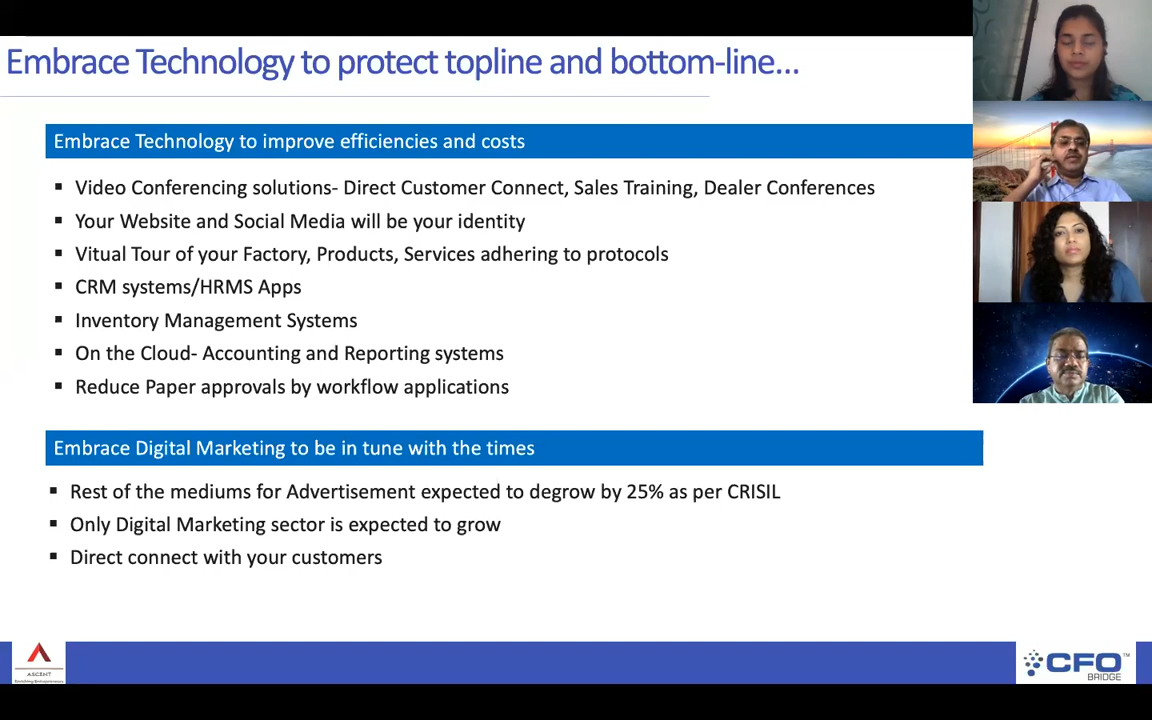 Embrace Technology to protect topline and bottom-line...
Embrace Technology to improve efficiencies and costs
▪ Video Conferencing solutions- Direct Customer Connect, Sales Training, Dealer Conferences
▪ Your Website and Social Media will be your identity
▪ Vitual Tour of your Factory, Products, Services adhering to protocols
▪ CRM systems/HRMS Apps
▪ Inventory Management Systems
▪ On the Cloud- Accounting and Reporting systems
▪ Reduce Paper approvals by workflow applications
Embrace Digital Marketing to be in tune with the times
▪ Rest of the mediums for Advertisement expected to degrow by 25% as per CRISIL
▪ Only Digital Marketing sector is expected to grow
▪ Direct connect with your customers
ASCENT
CFO™
BRIDGE